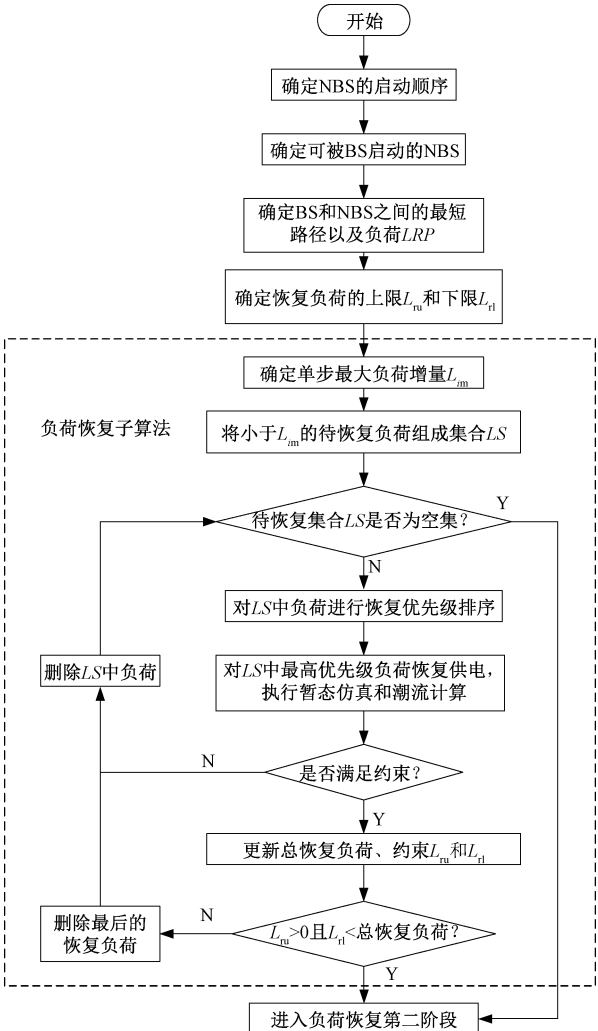 开始
确定NBS的启动顺序
确定可被BS启动的NBS
确定BS和NBS之间的最短
路径以及负荷LRP
确定恢复负荷的上限Lru和下限Lrl
确定单步最大负荷增量Lim
负荷恢复子算法
将小于Lim的待恢复负荷组成集合LS
待恢复集合LS是否为空集?
Y
N
对LS中负荷进行恢复优先级排序
删除LS中负荷
对LS中最高优先级负荷恢复供电,
执行暂态仿真和潮流计算
N
是否满足约束?
Y
更新总恢复负荷、约束Lru和Lrl
删除最后的
恢复负荷
N
Lru>0且Lrl<总恢复负荷?
Y
进入负荷恢复第二阶段